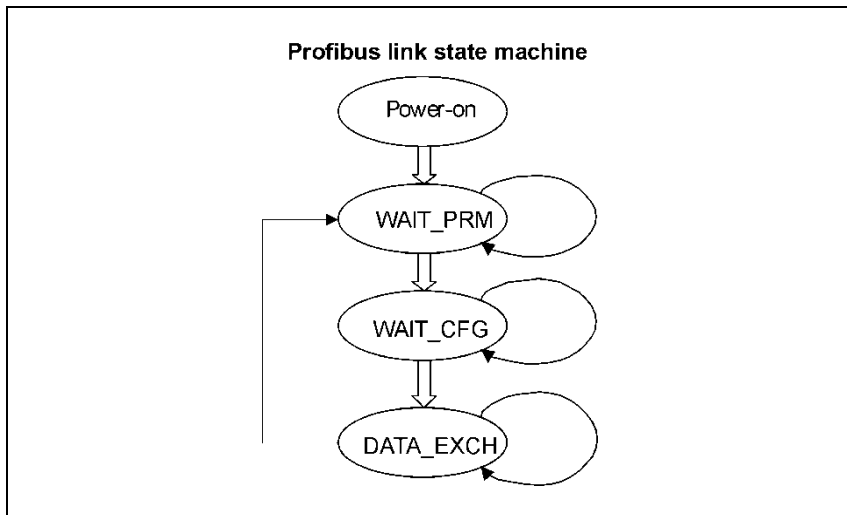 Profibus link state machine
Power-on
WAIT_PRM
WAIT_CFG
DATA_EXCH